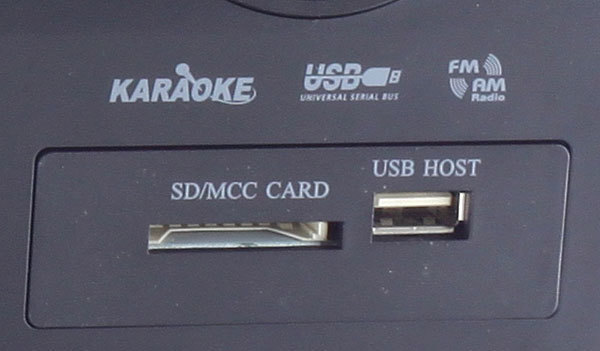 KARAOKE
USB
UNIVERSAL SERIAL BUS
FM
AM
Radio
SD/MCC CARD
USB HOST